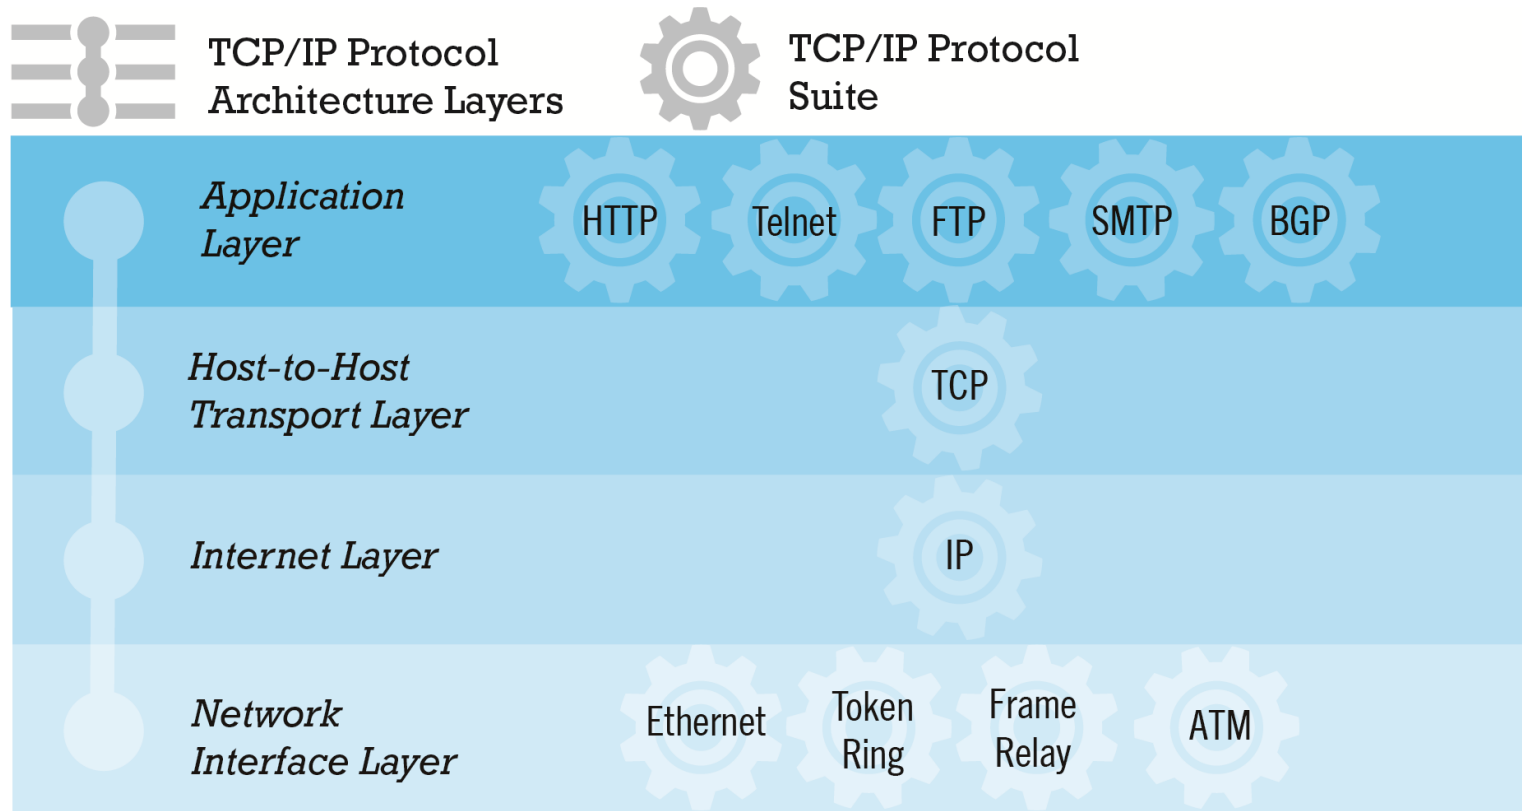 TCP/IP Protocol
Architecture Layers
TCP/IP Protocol
Suite
Application
Layer
HTTP
Telnet
FTP
SMTP
BGP
Host-to-Host
Transport Layer
TCP
Internet Layer
IP
Network
Interface Layer
Ethernet
Token
Ring
Frame
Relay
ATM